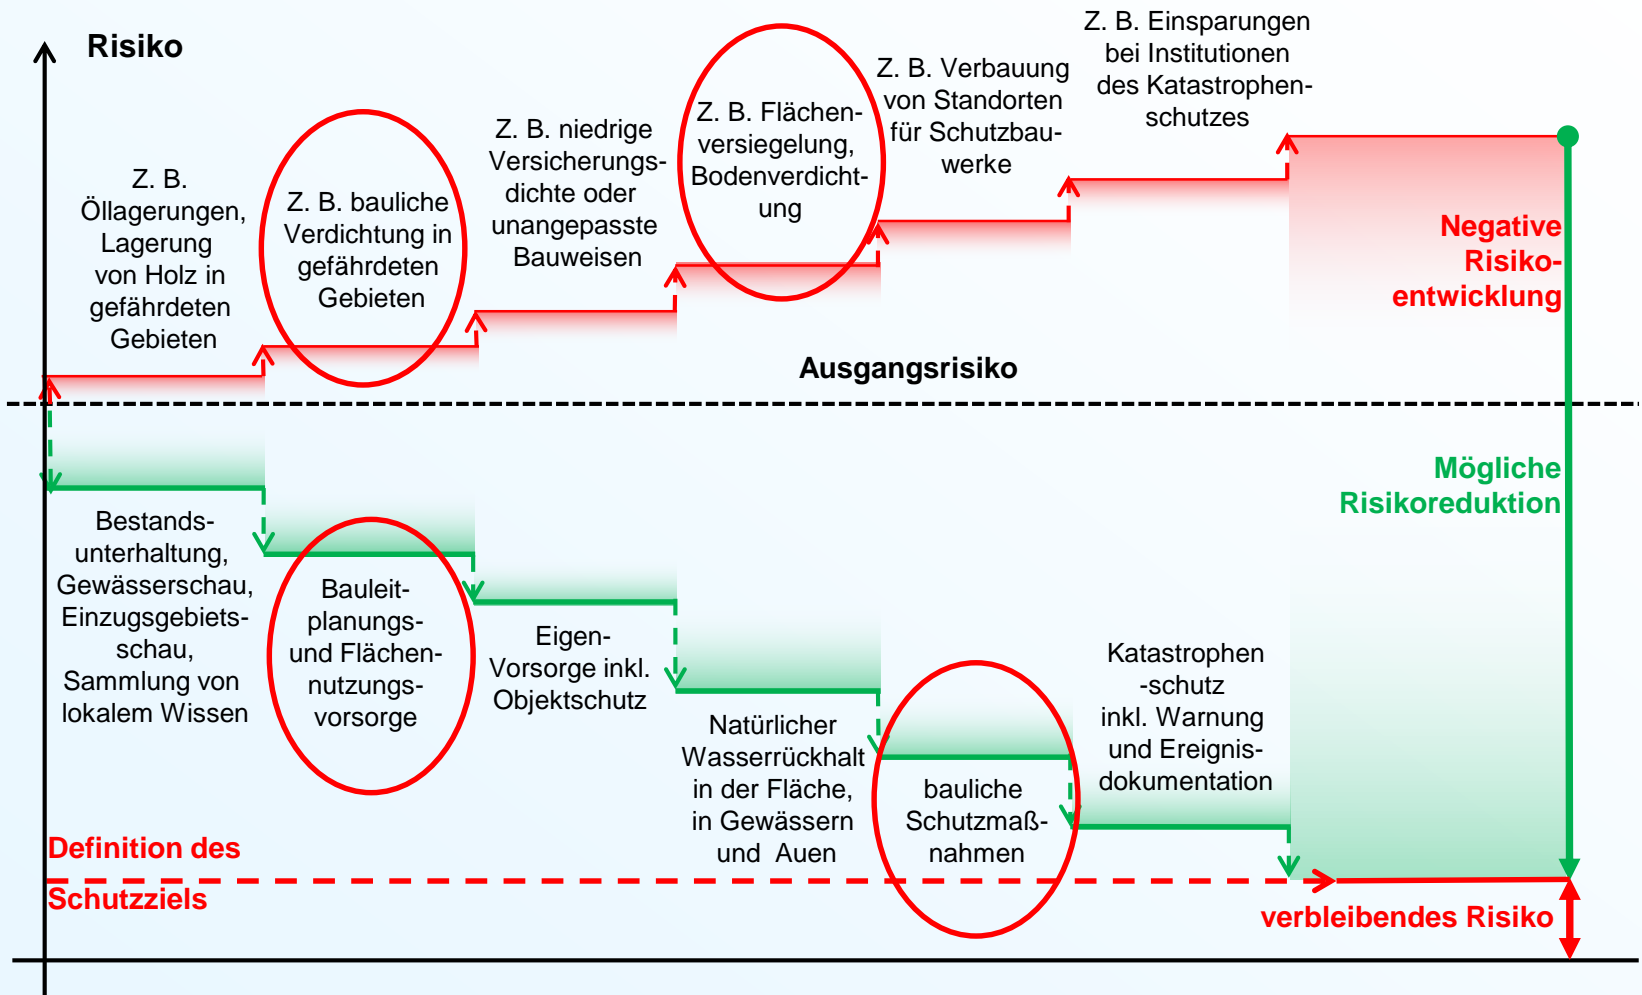 Risiko
Z. B.
Öllagerungen,
Lagerung
von Holz in
gefährdeten
Gebieten
Z. B. bauliche
Verdichtung in
gefährdeten
Gebieten
Z. B. niedrige
Versicherungs-
dichte oder
unangepasste
Bauweisen
Z. B. Flächen-
versiegelung,
Bodenverdicht-
ung
Z. B. Verbauung
von Standorten
für Schutzbau-
werke
Z. B. Einsparungen
bei Institutionen
des Katastrophen-
schutzes
Negative
Risiko-
entwicklung
Ausgangsrisiko
Mögliche
Risikoreduktion
Bestands-
unterhaltung,
Gewässerschau,
Einzugsgebiets-
schau,
Sammlung von
lokalem Wissen
Bauleit-
planungs-
und Flächen-
nutzungs-
vorsorge
Eigen-
Vorsorge inkl.
Objektschutz
Natürlicher
Wasserrückhalt
in der Fläche,
in Gewässern
und Auen
bauliche
Schutzmaß-
nahmen
Katastrophen
-schutz
inkl. Warnung
und Ereignis-
dokumentation
Definition des
Schutzziels
verbleibendes Risiko